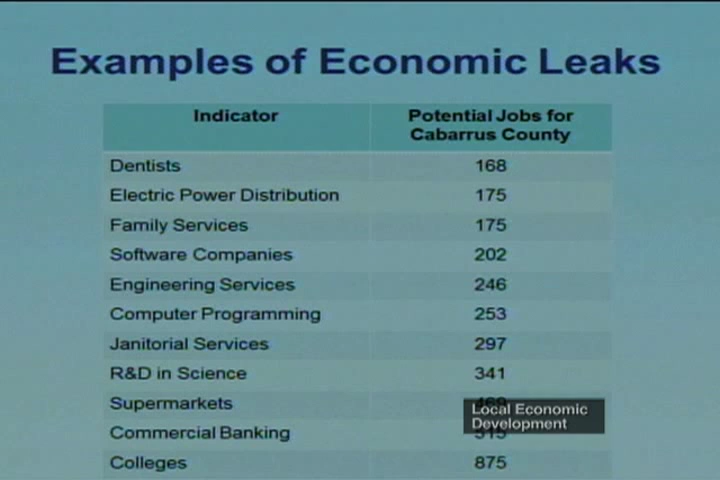 Examples of Economic Leaks
Indicator
Potential Jobs for
Cabarrus County
Dentists 168
Electric Power Distribution 175
Family Services 175
Software Companies 202
Engineering Services 246
Computer Programming 253
Janitorial Services 297
R&D in Science 341
Supermarkets
Local Economic
Development
Commercial Banking
Colleges 875